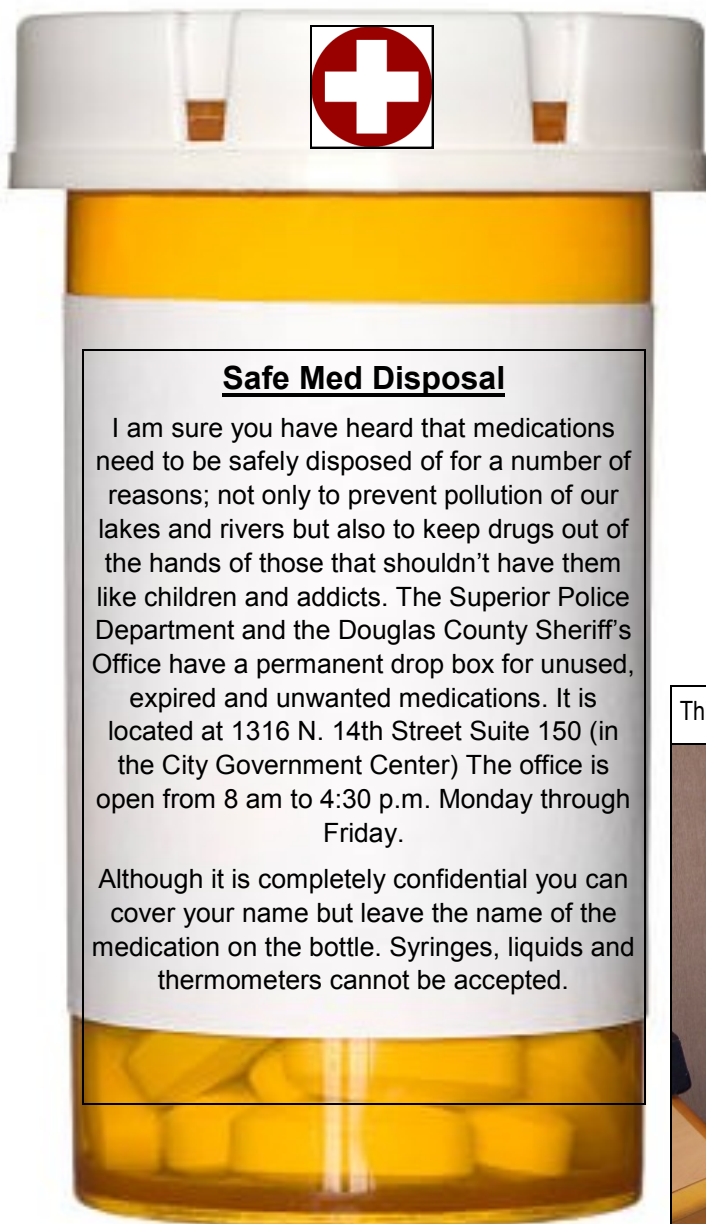 Safe Med Disposal
I am sure you have heard that medications
need to be safely disposed of for a number of
reasons; not only to prevent pollution of our
lakes and rivers but also to keep drugs out of
the hands of those that shouldn’t have them
like children and addicts. The Superior Police
Department and the Douglas County Sheriff’s
Office have a permanent drop box for unused,
expired and unwanted medications. It is
located at 1316 N. 14th Street Suite 150 (in
the City Government Center) The office is
open from 8 am to 4:30 p.m. Monday through
Friday.
Although it is completely confidential you can
cover your name but leave the name of the
medication on the bottle. Syringes, liquids and
thermometers cannot be accepted.